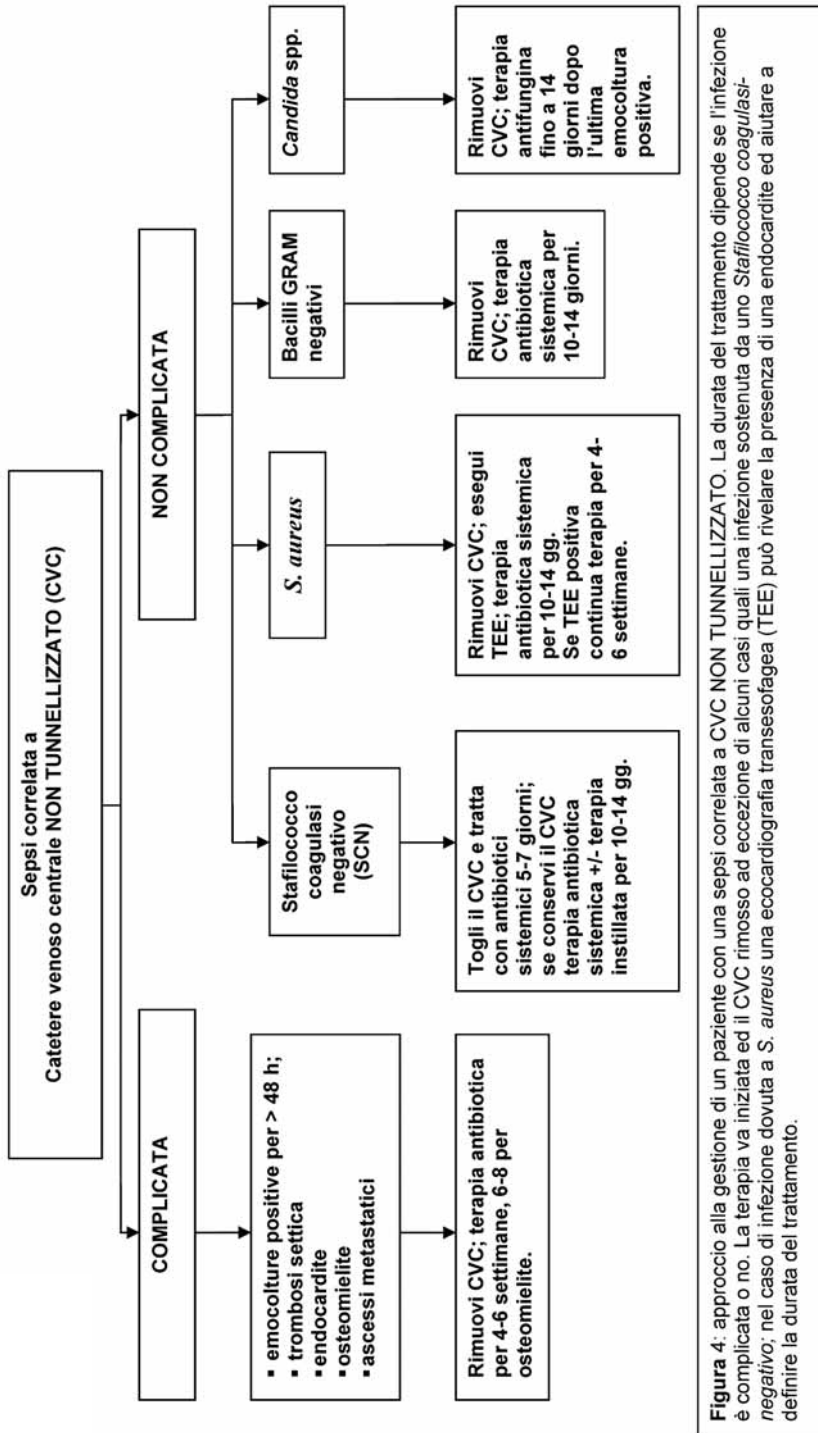 Sepsi correlata a
Catetere venoso centrale NON TUNNELLIZZATO (CVC)
COMPLICATA
▪ emocolture positive per > 48 h;
▪ trombosi settica
▪ endocardite
▪ osteomielite
▪ ascessi metastatici
Rimuovi CVC; terapia antibiotica
per 4-6 settimane, 6-8 per
osteomielite.
NON COMPLICATA
Stafilococco
coagulasi
negativo
(SCN)
Togli il CVC e tratta
con antibiotici
sistemici 5-7 giorni;
se conservi il CVC
terapia antibiotica
sistemica +/- terapia
instillata per 10-14 gg.
S. aureus
Rimuovi CVC; esegui
TEE; terapia
antibiotica sistemica
per 10-14 gg.
Se TEE positiva
continua terapia per 4-
6 settimane.
Bacilli GRAM
negativi
Rimuovi
CVC; terapia
antibiotica
sistemica per
10-14 giorni.
Candida spp.
Rimuovi
CVC; terapia
antifungina
fino a 14
giorni dopo
l'ultima
emocoltura
positiva.
Figura 4: approccio alla gestione di un paziente con una sepsi correlata a CVC NON TUNNELLIZZATO. La durata del trattamento dipende se l'infezione
è complicata o no. La terapia va iniziata ed il CVC rimosso ad eccezione di alcuni casi quali una infezione sostenuta da uno Stafilococco coagulasi-
negativo; nel caso di infezione dovuta a S. aureus una ecocardiografia transesofagea (TEE) può rivelare la presenza di una endocardite ed aiutare a
definire la durata del trattamento.